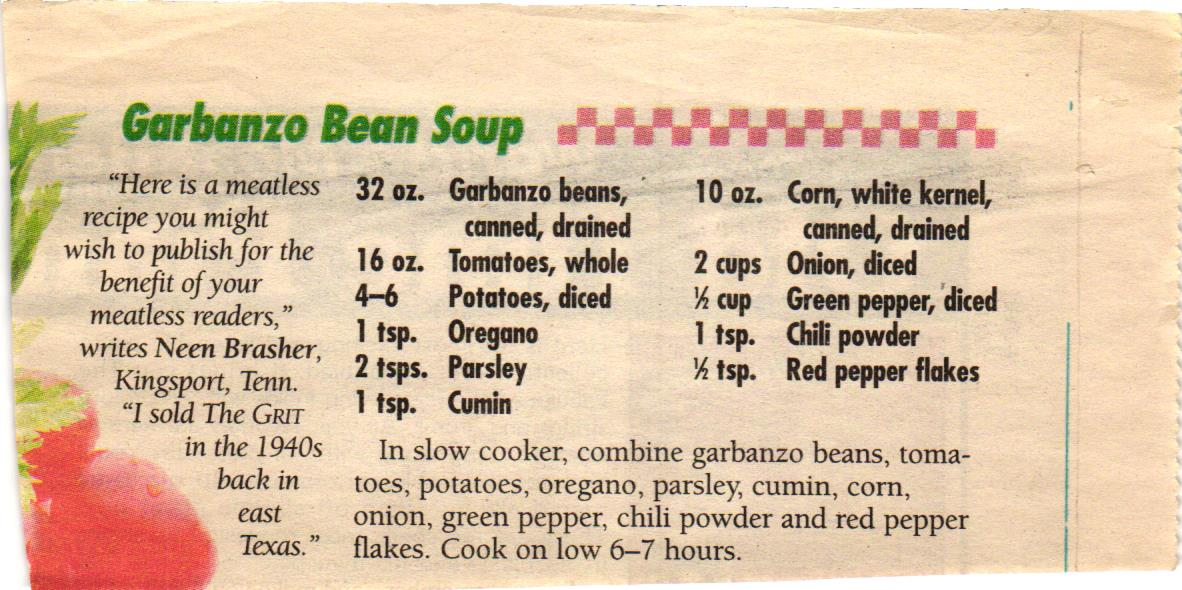 Garbanzo Bean Soup
“Here is a meatless
recipe you might
wish to publish for the
benefit of your
meatless readers,”
writes Neen Brasher,
Kingsport, Tenn.
“I sold The GRIT
in the 1940s
back in
east
Texas.”
32 oz. Garbanzo beans,
canned, drained
16 oz. Tomatoes, whole
4–6 Potatoes, diced
1 tsp. Oregano
2 tsps. Parsley
1 tsp. Cumin
10 oz. Corn, white kernel,
canned, drained
2 cups Onion, diced
½ cup Green pepper, diced
1 tsp. Chili powder
½ tsp. Red pepper flakes
In slow cooker, combine garbanzo beans, toma-
toes, potatoes, oregano, parsley, cumin, corn,
onion, green pepper, chili powder and red pepper
flakes. Cook on low 6–7 hours.